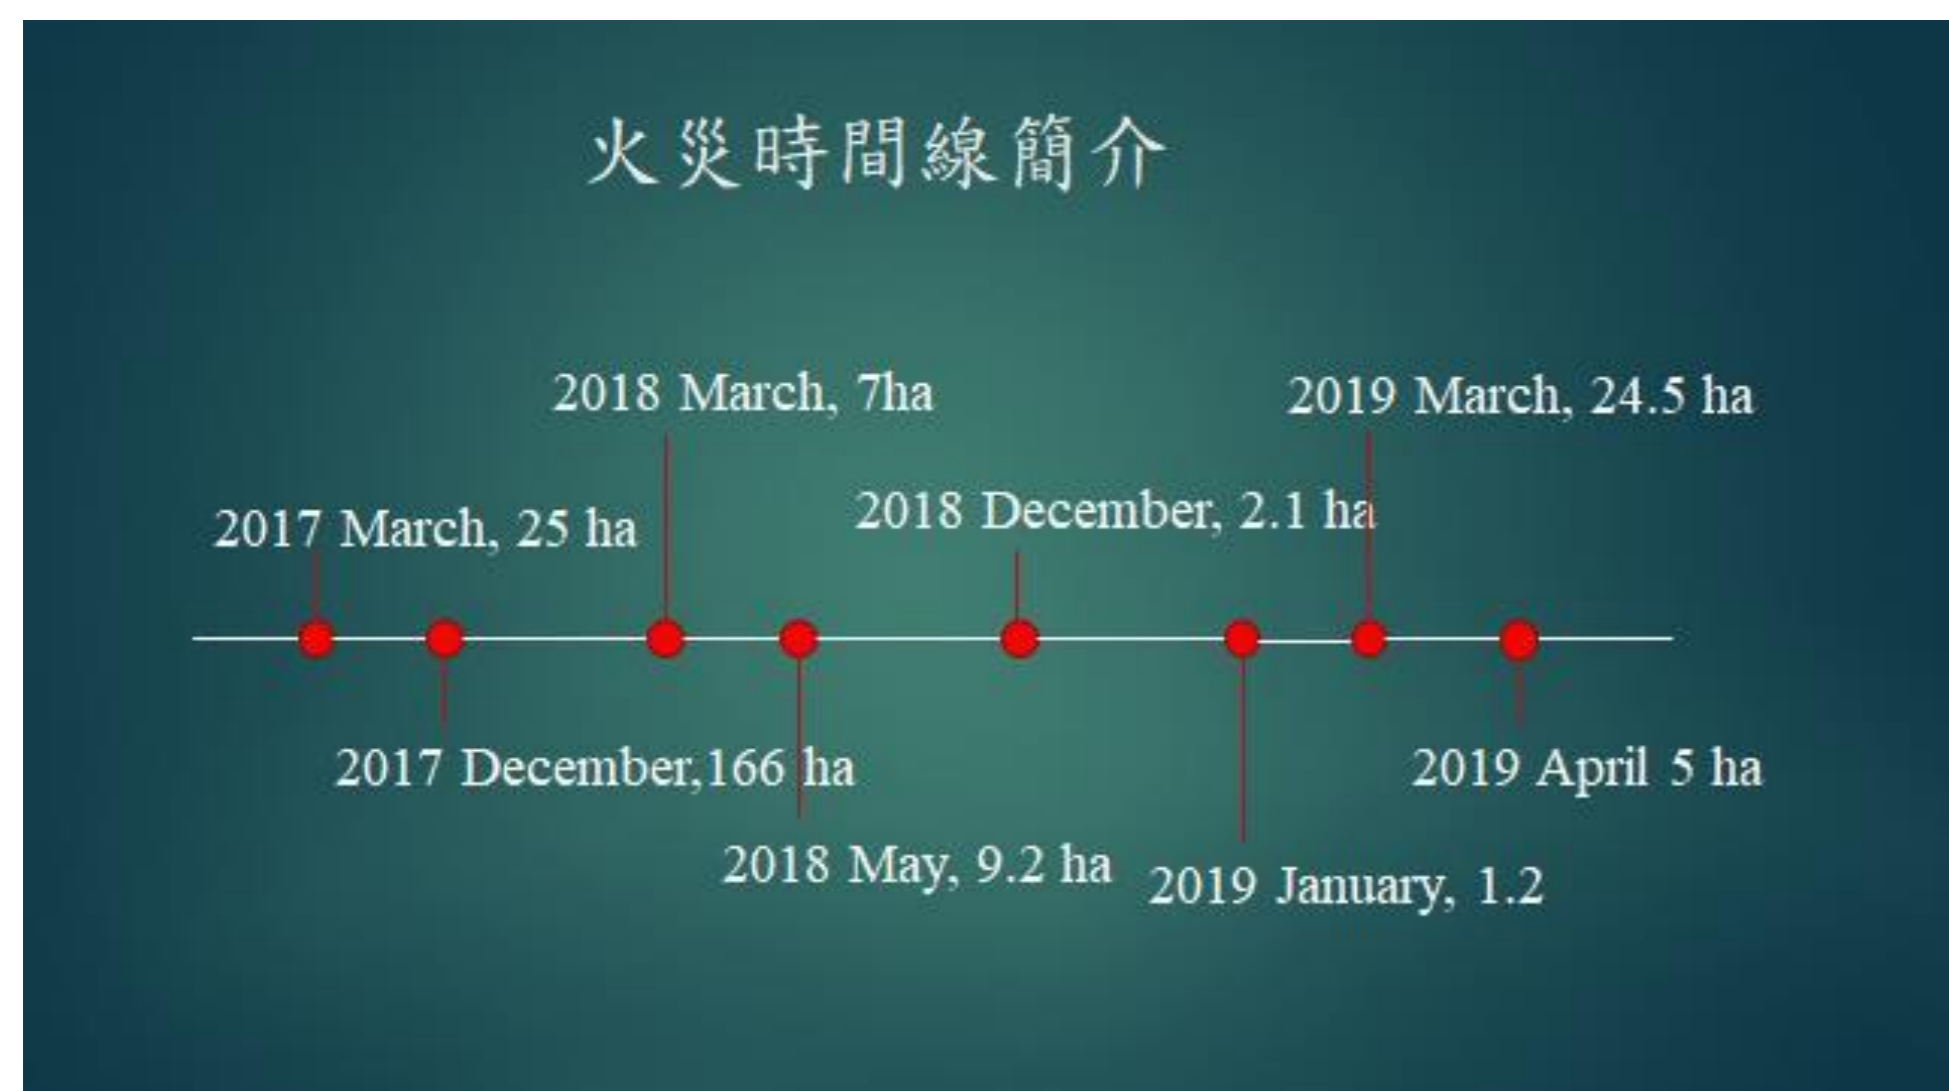 火災時間線簡介
2018 March, 7ha
2019 March, 24.5 ha
2018 December, 2.1 ha
2017 March, 25 ha
2017 December,166 ha
2019 April 5 ha
2018 May, 9.2 ha
2019 January, 1.2